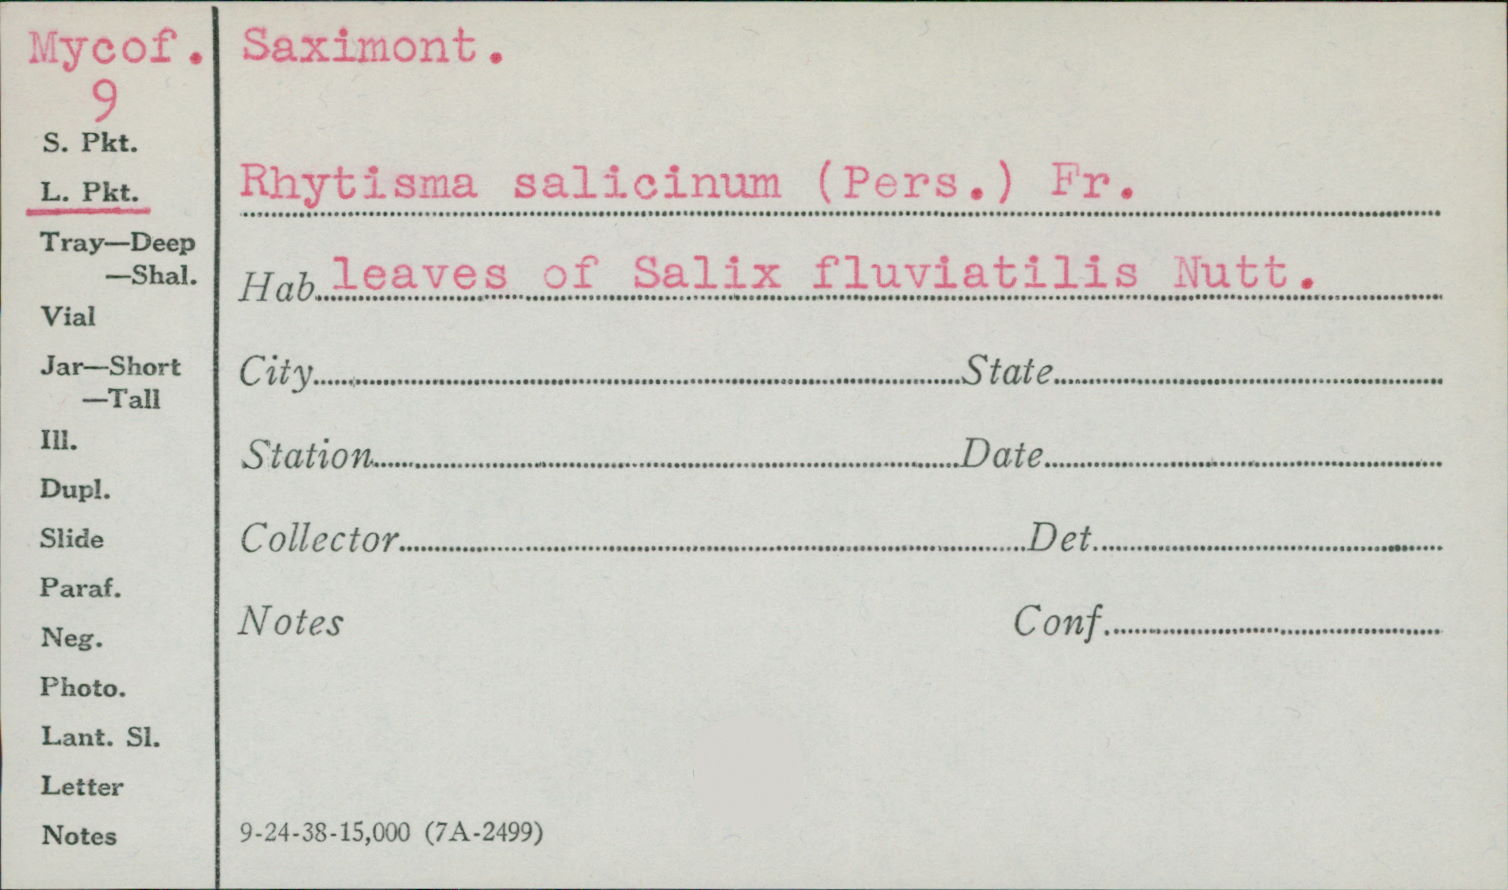 Mycof.
9
S. Pkt.
L. Pkt.
Tray—Deep
—Shal.
Vial
Jar—Short
—Tall
Ill.
Dupl.
Slide
Paraf.
Neg.
Photo.
Lant. Sl.
Letter
Notes
Saximont.
Rhytisma salicinum (Pers.) Fr.
Hab. leaves of Salix fluviatilis Nutt.
City State
Station Date
Collector Det.
Notes Conf.
9-24-38-15,000 (7A-2499)